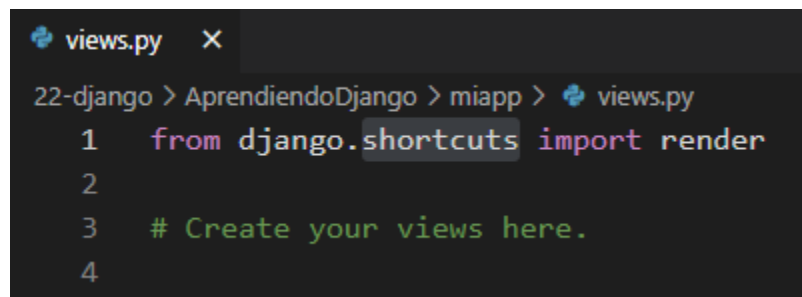 views.py ×
22-django > AprendiendoDjango > miapp > views.py
1 from django.shortcuts import render
2
3 # Create your views here.
4